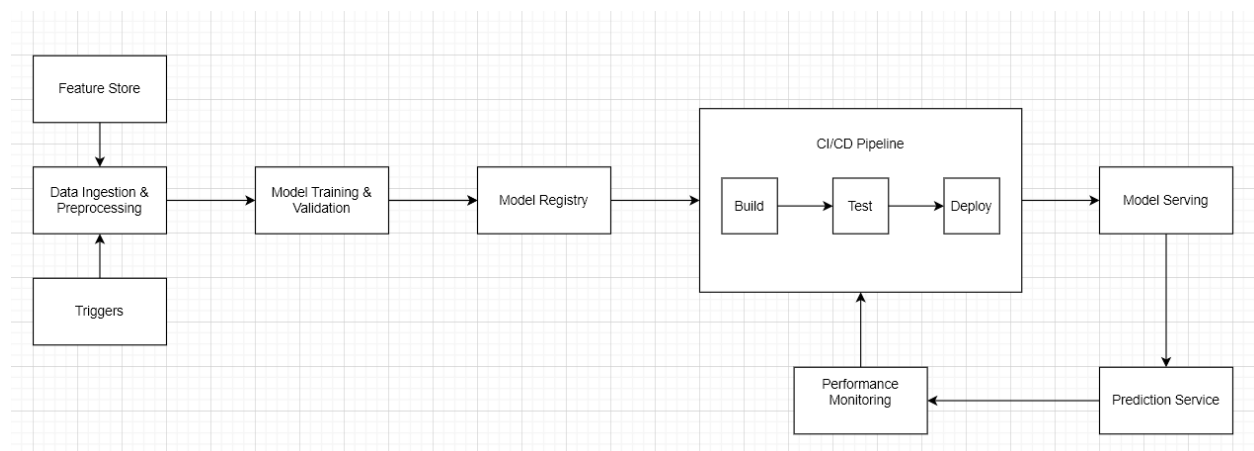 Feature Store
Data Ingestion &
Preprocessing
Triggers
Model Training &
Validation
Model Registry
CI/CD Pipeline
Build
Test
Deploy
Model Serving
Prediction Service
Performance
Monitoring